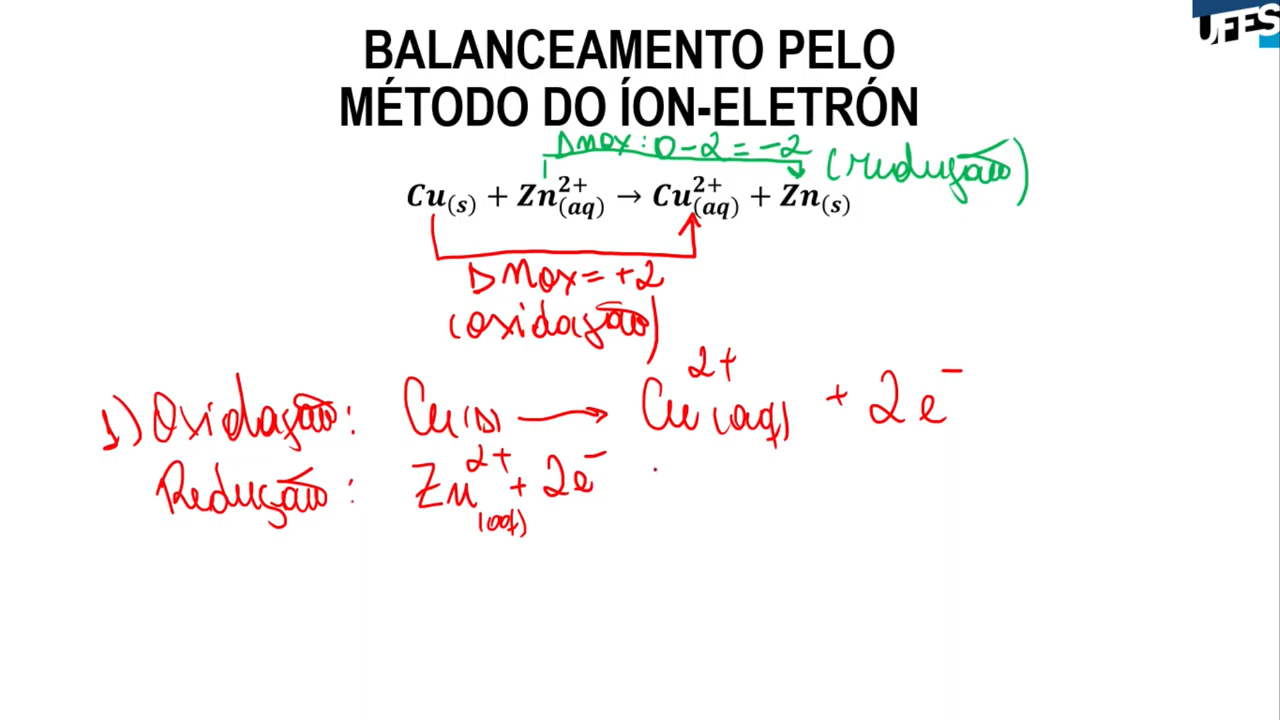 UFES
BALANCEAMENTO PELO
MÉTODO DO ÍON-ELETRÓN
Δnox: 0-2 = -2 (redução)
Cu(s) + Zn²⁺(aq) → Cu²⁺(aq) + Zn(s)
ΔNox = +2
(oxidação)
1) Oxidação: Cu(s) → Cu²⁺(aq) + 2e⁻
Redução: Zn²⁺(aq) + 2e⁻